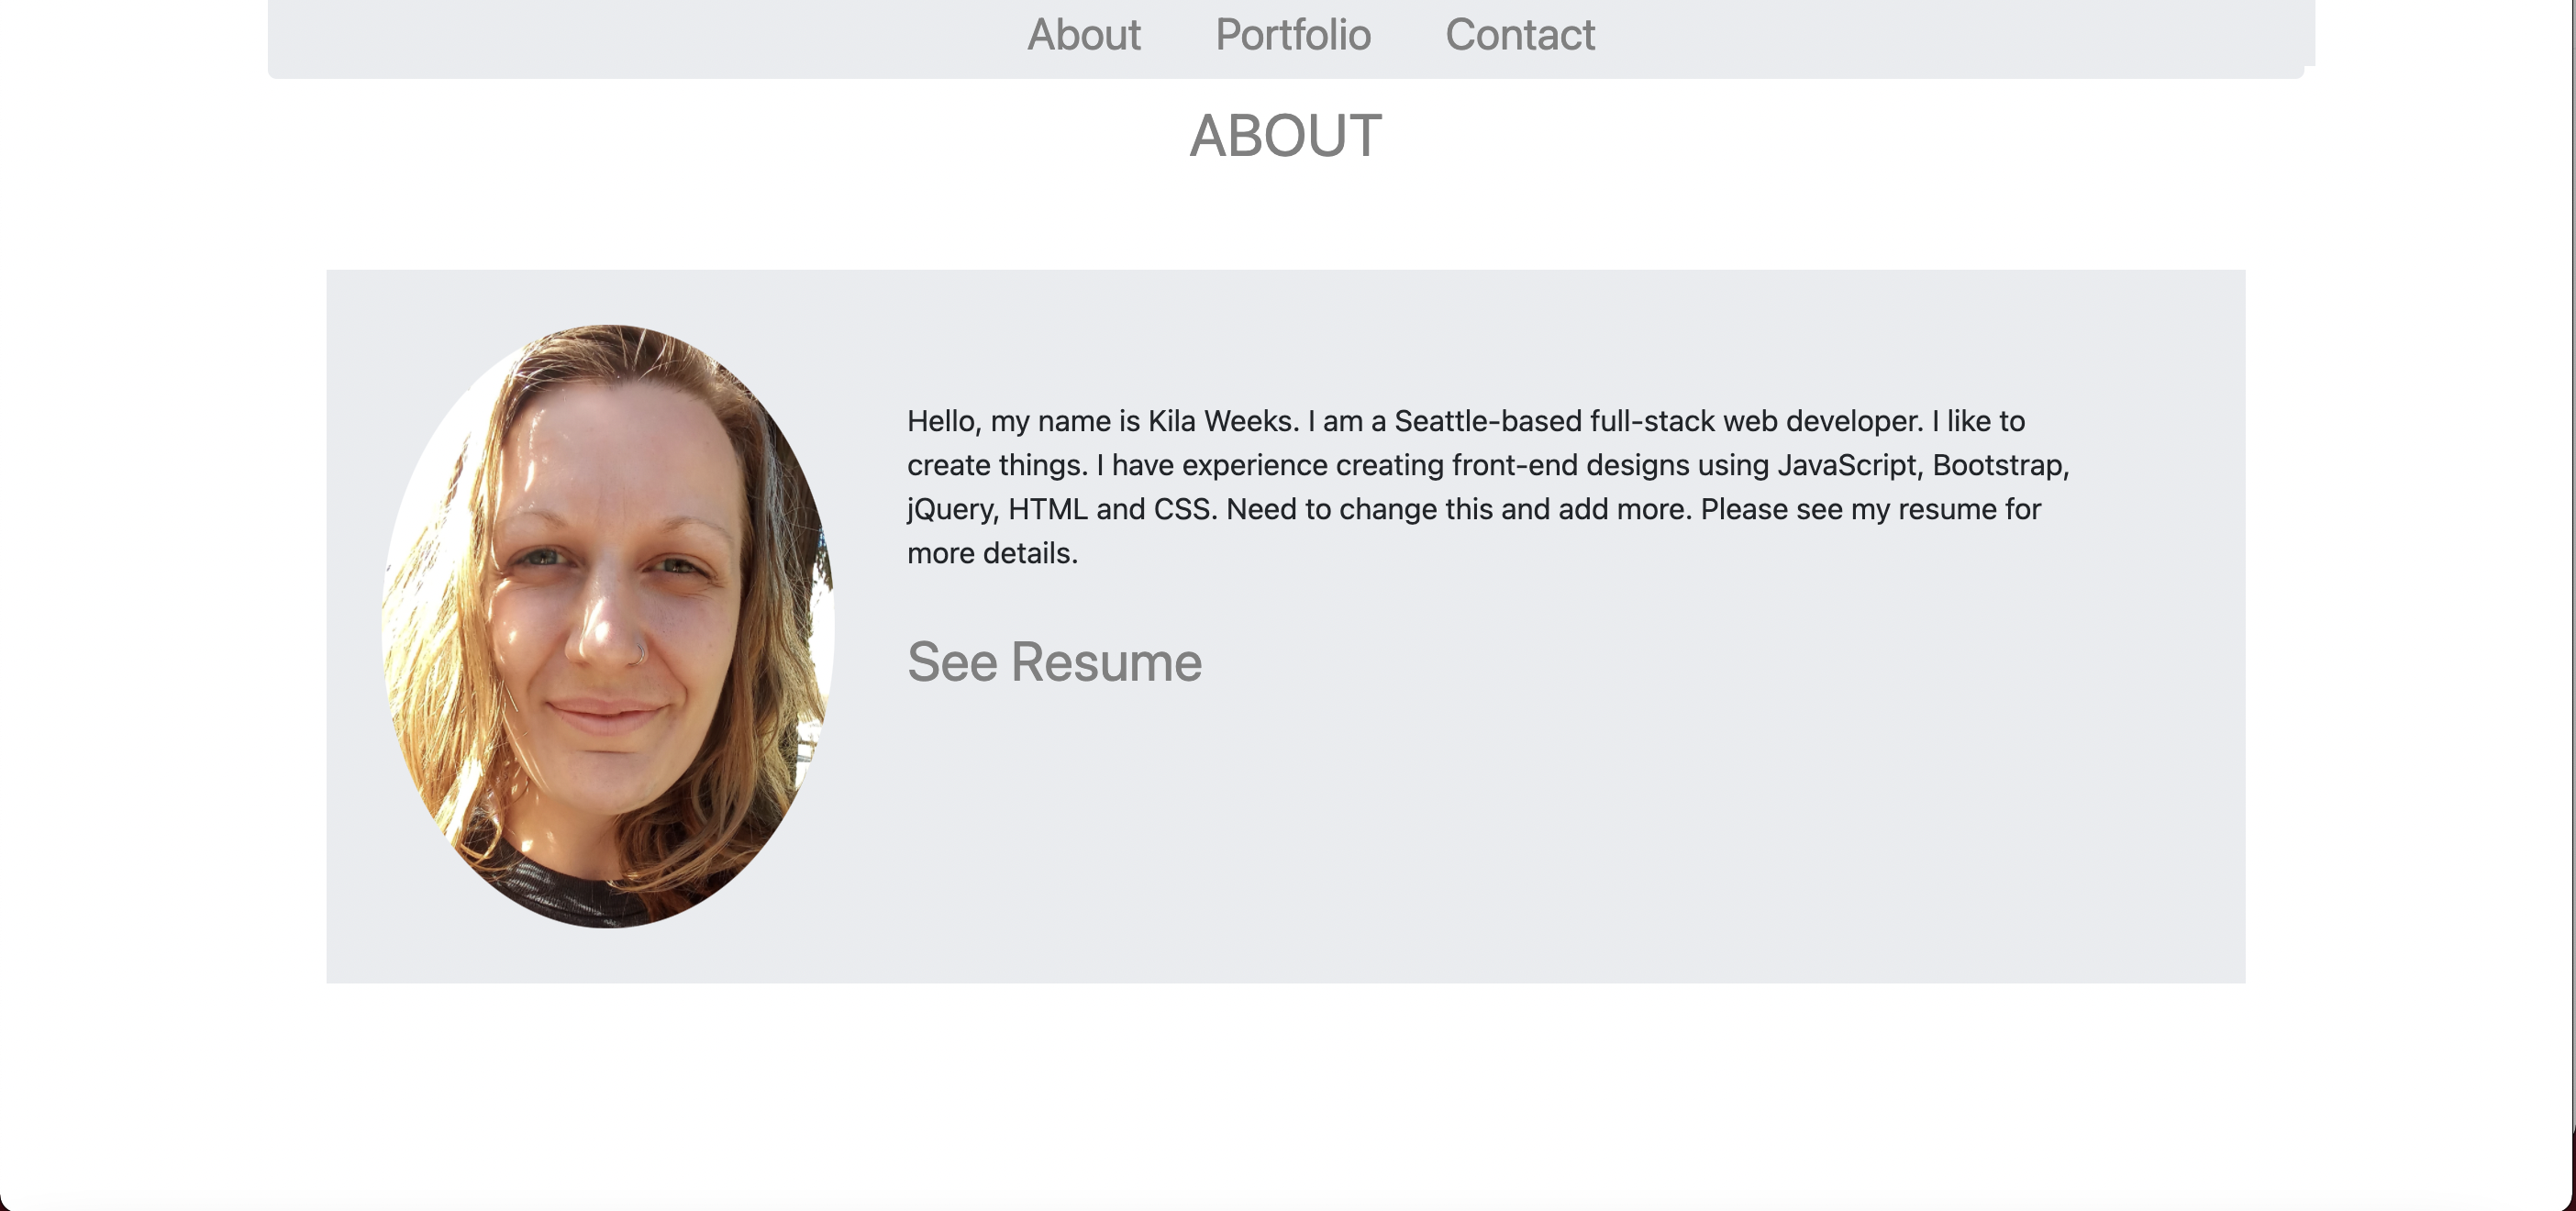 About Portfolio Contact
ABOUT
Hello, my name is Kila Weeks. I am a Seattle-based full-stack web developer. I like to
create things. I have experience creating front-end designs using JavaScript, Bootstrap,
jQuery, HTML and CSS. Need to change this and add more. Please see my resume for
more details.
See Resume